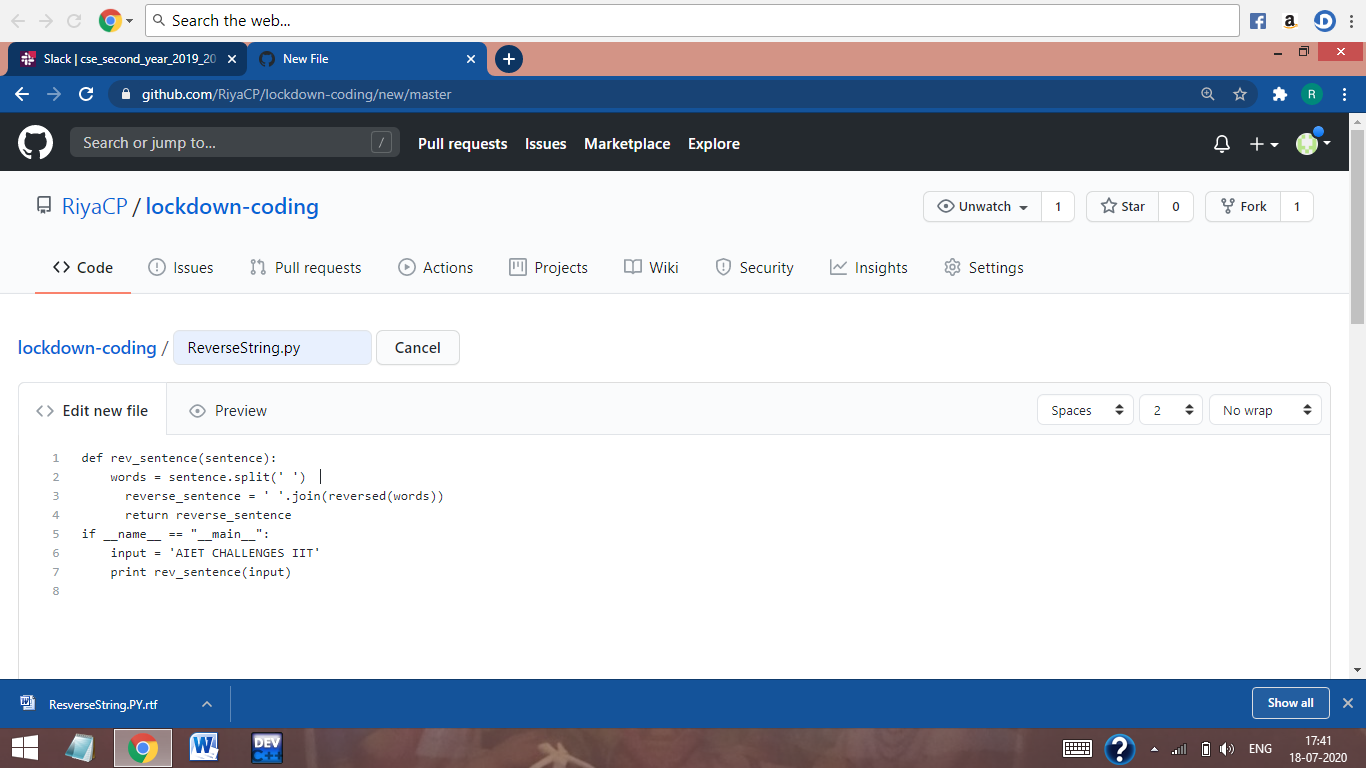 Search the web...
Slack | cse_second_year_2019_20
New File
github.com/RiyaCP/lockdown-coding/new/master
R
Search or jump to... /
Pull requests Issues Marketplace Explore
RiyaCP / lockdown-coding
Unwatch 1 Star 0 Fork 1
Code Issues Pull requests Actions Projects Wiki Security Insights Settings
lockdown-coding / ReverseString.py Cancel
<> Edit new file Preview Spaces 2 No wrap
1 def rev_sentence(sentence):
2     words = sentence.split(' ')
3       reverse_sentence = ' '.join(reversed(words))
4       return reverse_sentence
5 if __name__ == "__main__":
6     input = 'AIET CHALLENGES IIT'
7     print rev_sentence(input)
8
ResverseString.PY.rtf Show all
DEV C++
ENG 17:41
18-07-2020